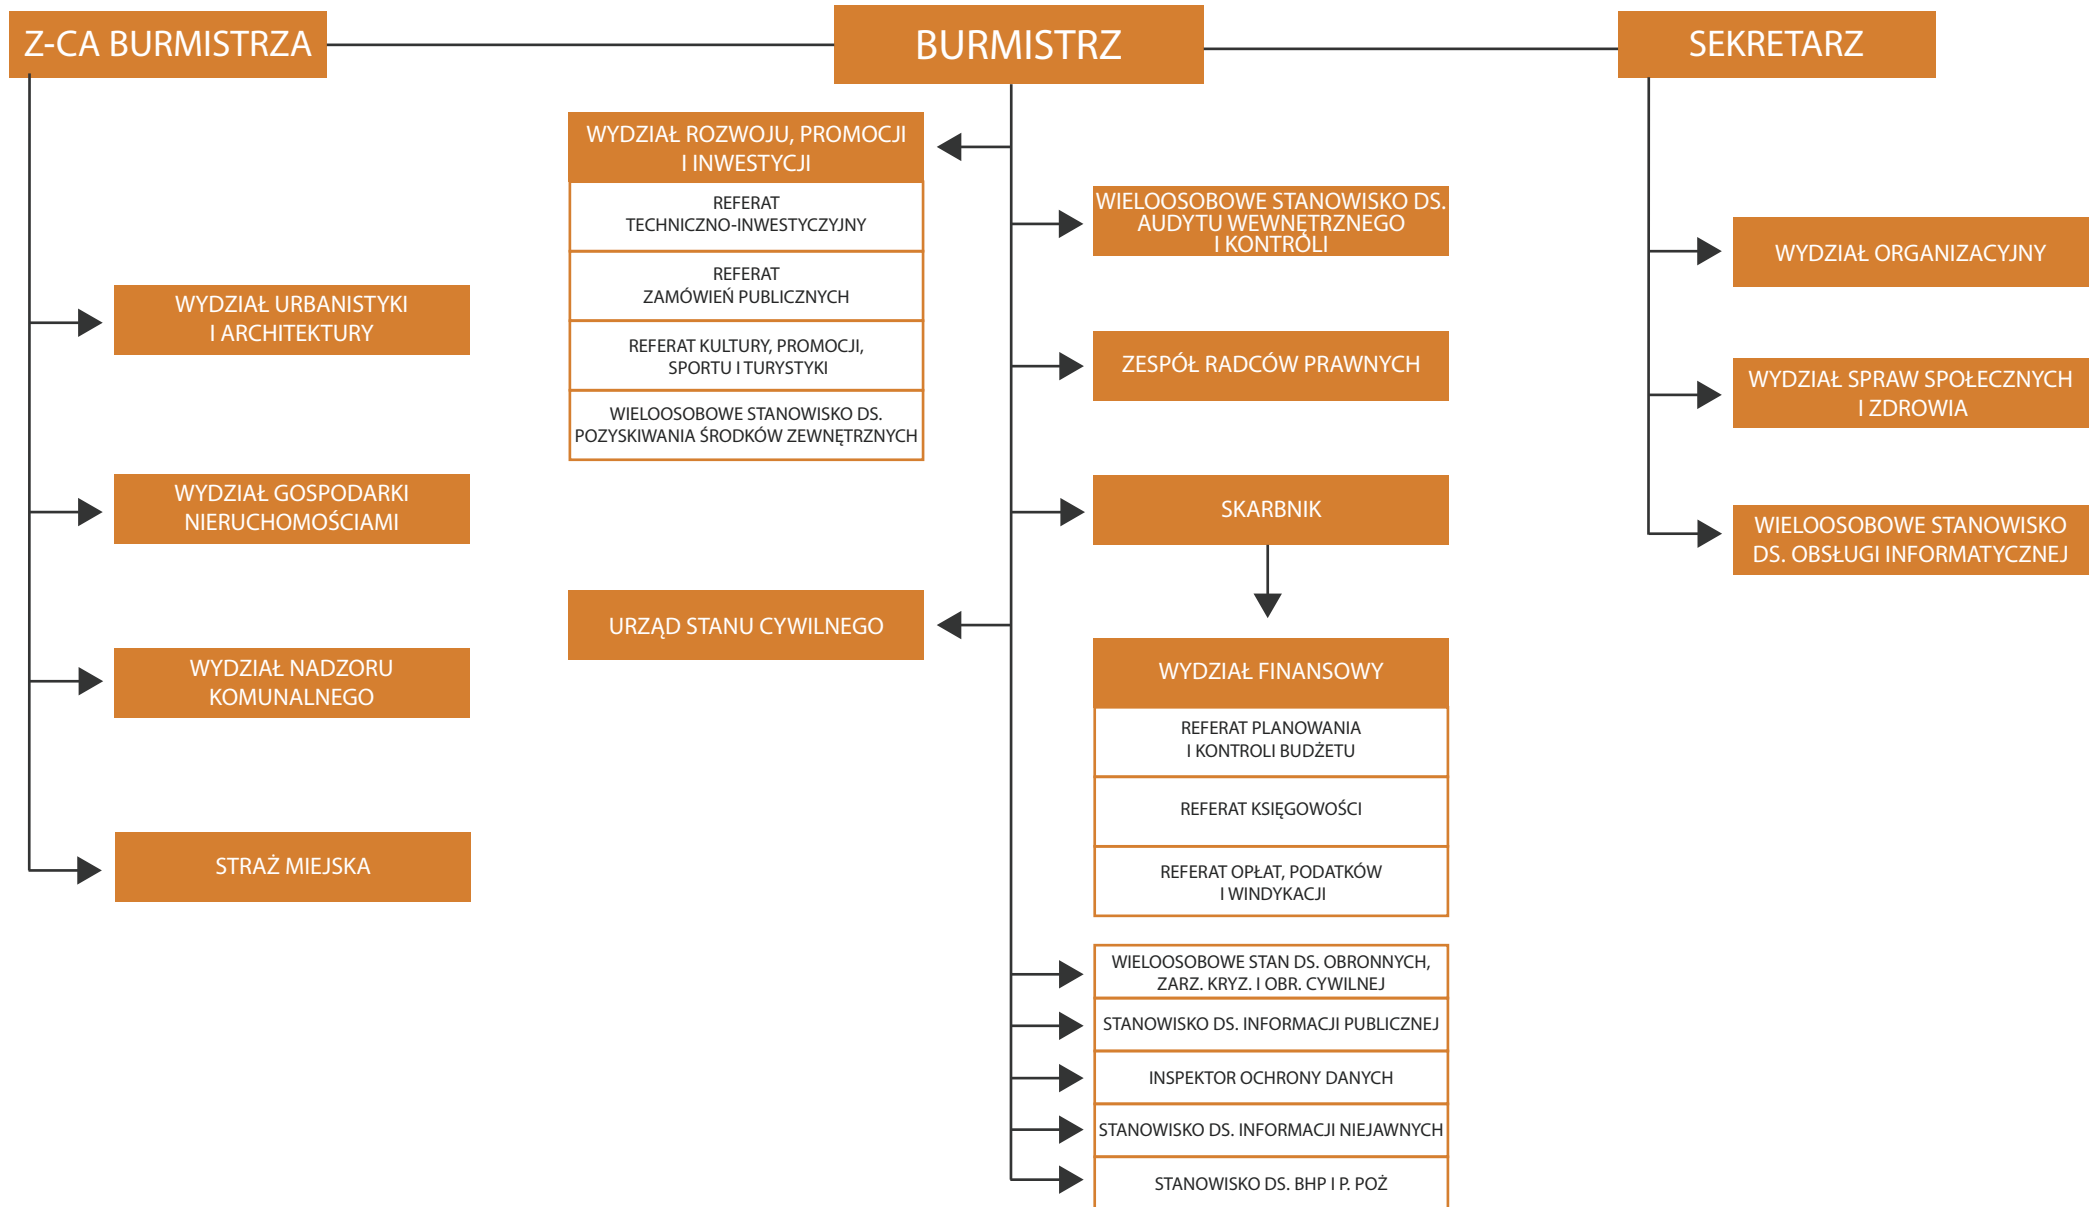 Z-CA BURMISTRZA
BURMISTRZ
SEKRETARZ
WYDZIAŁ URBANISTYKI
I ARCHITEKTURY
WYDZIAŁ GOSPODARKI
NIERUCHOMOŚCIAMI
WYDZIAŁ NADZORU
KOMUNALNEGO
STRAŻ MIEJSKA
WYDZIAŁ ROZWOJU, PROMOCJI
I INWESTYCJI
REFERAT
TECHNICZNO-INWESTYCZYJNY
REFERAT
ZAMÓWIEŃ PUBLICZNYCH
REFERAT KULTURY, PROMOCJI,
SPORTU I TURYSTYKI
WIELOOSOBOWE STANOWISKO DS.
POZYSKIWANIA ŚRODKÓW ZEWNĘTRZNYCH
URZĄD STANU CYWILNEGO
WIELOOSOBOWE STANOWISKO DS.
AUDYTU WEWNĘTRZNEGO
I KONTROLI
ZESPÓŁ RADCÓW PRAWNYCH
SKARBNIK
WYDZIAŁ FINANSOWY
REFERAT PLANOWANIA
I KONTROLI BUDŻETU
REFERAT KSIĘGOWOŚCI
REFERAT OPŁAT, PODATKÓW
I WINDYKACJI
WIELOOSOBOWE STAN DS. OBRONNYCH,
ZARZ. KRYZ. I OBR. CYWILNEJ
STANOWISKO DS. INFORMACJI PUBLICZNEJ
INSPEKTOR OCHRONY DANYCH
STANOWISKO DS. INFORMACJI NIEJAWNYCH
STANOWISKO DS. BHP I P. POŻ
WYDZIAŁ ORGANIZACYJNY
WYDZIAŁ SPRAW SPOŁECZNYCH
I ZDROWIA
WIELOOSOBOWE STANOWISKO
DS. OBSŁUGI INFORMATYCZNEJ